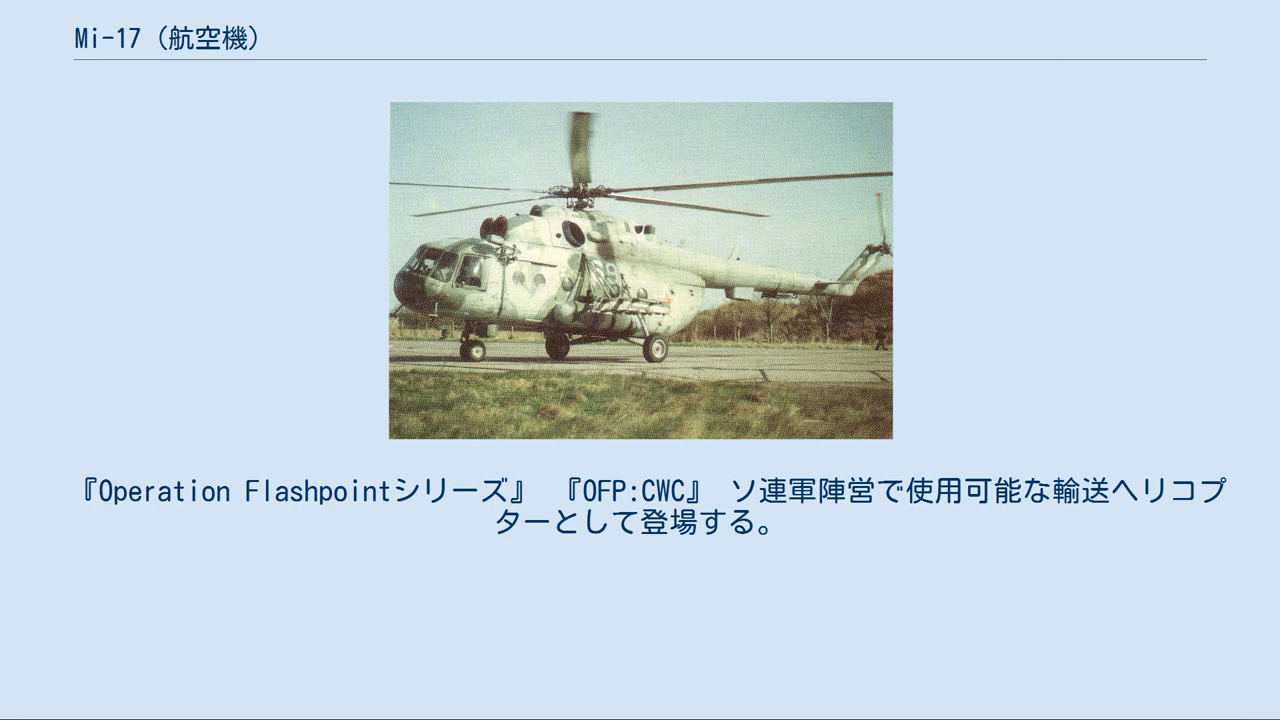 Mi-17（航空機）
『Operation Flashpointシリーズ』　『OFP:CWC』　ソ連軍陣営で使用可能な輸送ヘリコプ
ターとして登場する。